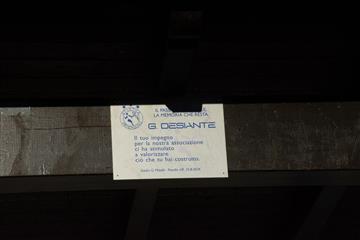 IL PAS
LA MEMORIA CHE RESTA.
G. DESIANTE
Il tuo impegno
per la nostra associazione
ci ha stimolato
a valorizzare
ciò che tu hai costruito.